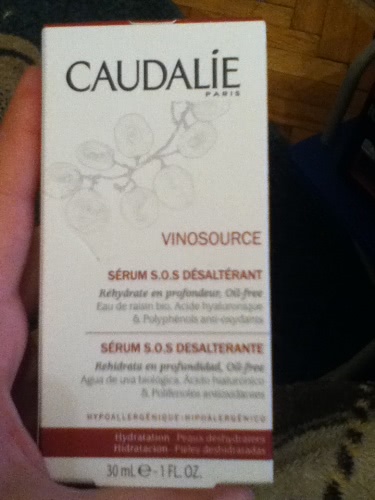 CAUDALÍE
PARIS
VINOSOURCE
SÉRUM S.O.S DÉSALTÉRANT
Réhydrate en profondeur, Oil-free
Eau de raisin bio, Acide hyaluronique
& Polyphénols anti-oxydants
SÉRUM S.O.S DESALTERANTE
Rehidrata en profundidad, Oil-free
Agua de uva biológica, Ácido hialurónico
& Polifenoles antioxidantes
HYPOALLERGÉNIQUE-HIPOALERGÉNICO
Hydratation - Peaux déshydratées
Hidratación - Pieles deshidratadas
30 mL e - 1 FL. OZ.